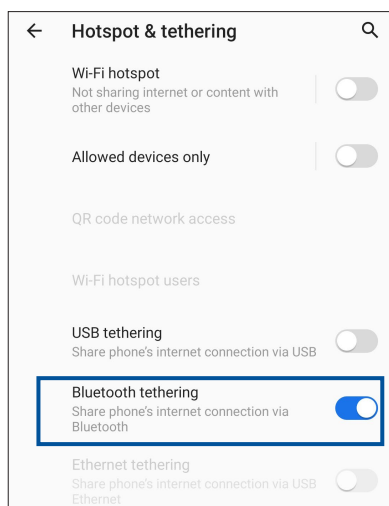 Hotspot & tethering
Wi-Fi hotspot
Not sharing internet or content with
other devices
Allowed devices only
QR code network access
Wi-Fi hotspot users
USB tethering
Share phone's internet connection via USB
Bluetooth tethering
Share phone's internet connection via
Bluetooth
Ethernet tethering
Share phone's internet connection via USB
Ethernet